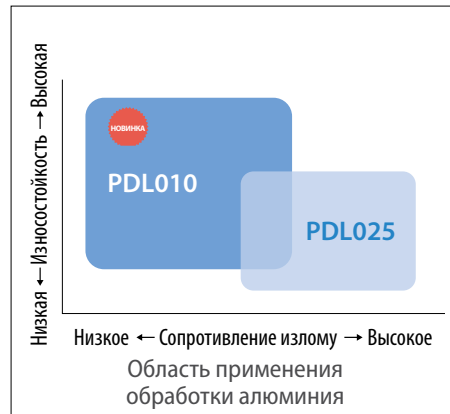 Низкая ← Износостойкость → Высокая
НОВИНКА
PDL010
PDL025
Низкое ← Сопротивление излому → Высокое
Область применения
обработки алюминия